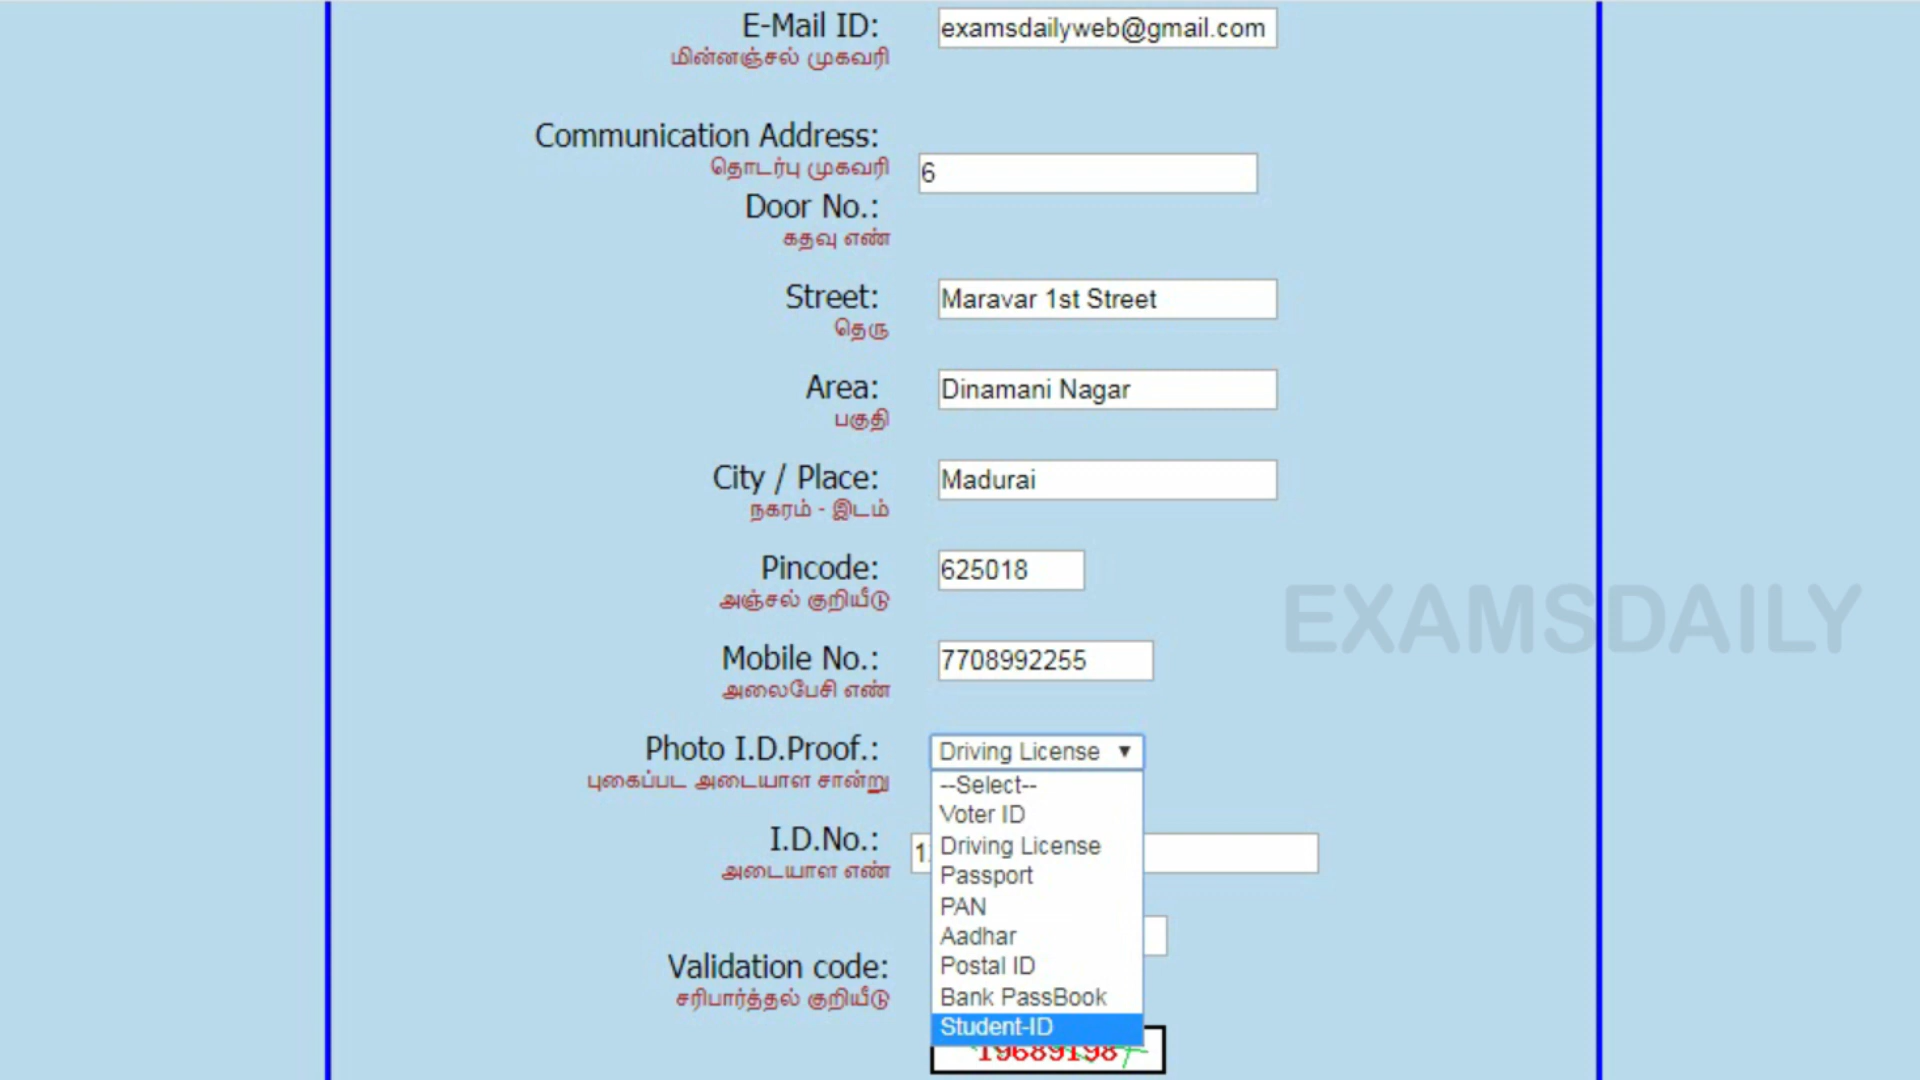 E-Mail ID: examsdailyweb@gmail.com
மின்னஞ்சல் முகவரி
Communication Address:
தொடர்பு முகவரி
6
Door No.:
கதவு எண்
Street: Maravar 1st Street
தெரு
Area: Dinamani Nagar
பகுதி
City / Place: Madurai
நகரம் - இடம்
Pincode: 625018
அஞ்சல் குறியீடு
EXAMSDAILY
Mobile No.: 7708992255
அலைபேசி எண்
Photo I.D.Proof.: Driving License
புகைப்பட அடையாள சான்று
--Select--
Voter ID
I.D.No.:
Driving License
அடையாள எண்
Passport
PAN
Aadhar
Validation code:
Postal ID
சரிபார்த்தல் குறியீடு
Bank PassBook
Student-ID